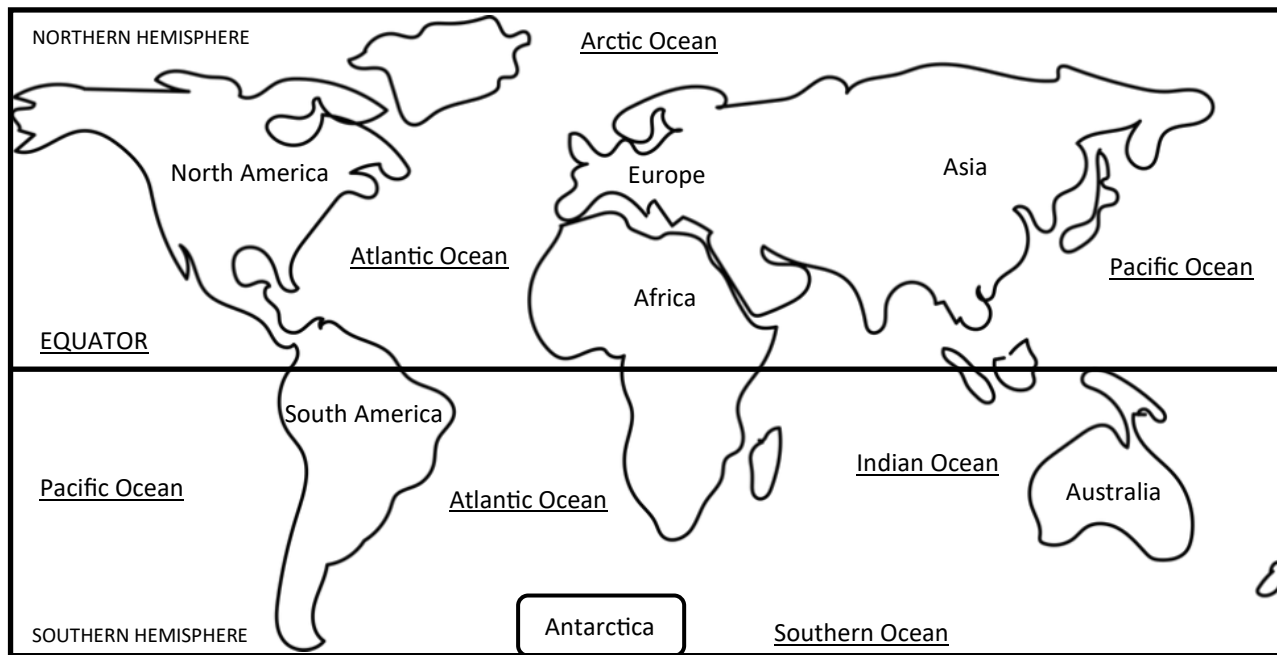 NORTHERN HEMISPHERE
Arctic Ocean
North America
Europe
Asia
Atlantic Ocean
Pacific Ocean
Africa
EQUATOR
South America
Indian Ocean
Pacific Ocean
Atlantic Ocean
Australia
Antarctica
SOUTHERN HEMISPHERE
Southern Ocean